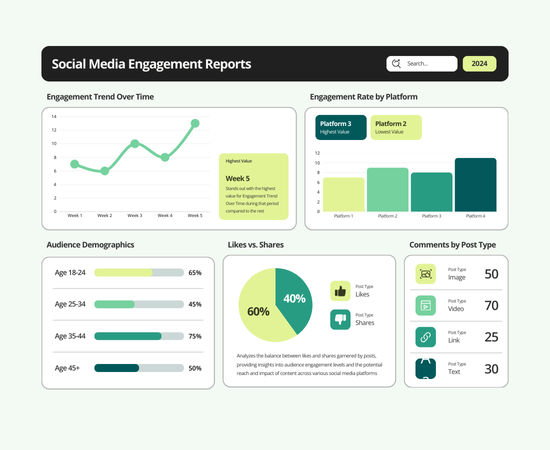 Social Media Engagement Reports
Search...
2024
Engagement Trend Over Time
14
12
10
8
6
4
2
0
Week 1
Week 2
Week 3
Week 4
Week 5
Highest Value
Week 5
Stands out with the highest
value for Engagement Trend
Over Time during that period
compared to the rest
Engagement Rate by Platform
Platform 3
Highest Value
Platform 2
Lowest Value
12
10
8
6
4
2
0
Platform 1
Platform 2
Platform 3
Platform 4
Audience Demographics
Age 18-24
65%
Age 25-34
45%
Age 35-44
75%
Age 45+
50%
Likes vs. Shares
60%
40%
Post Type
Likes
Post Type
Shares
Analyzes the balance between likes and shares garnered by posts,
providing insights into audience engagement levels and the potential
reach and impact of content across various social media platforms
Comments by Post Type
Post Type
Image
50
Post Type
Video
70
Post Type
Link
25
Post Type
Text
30